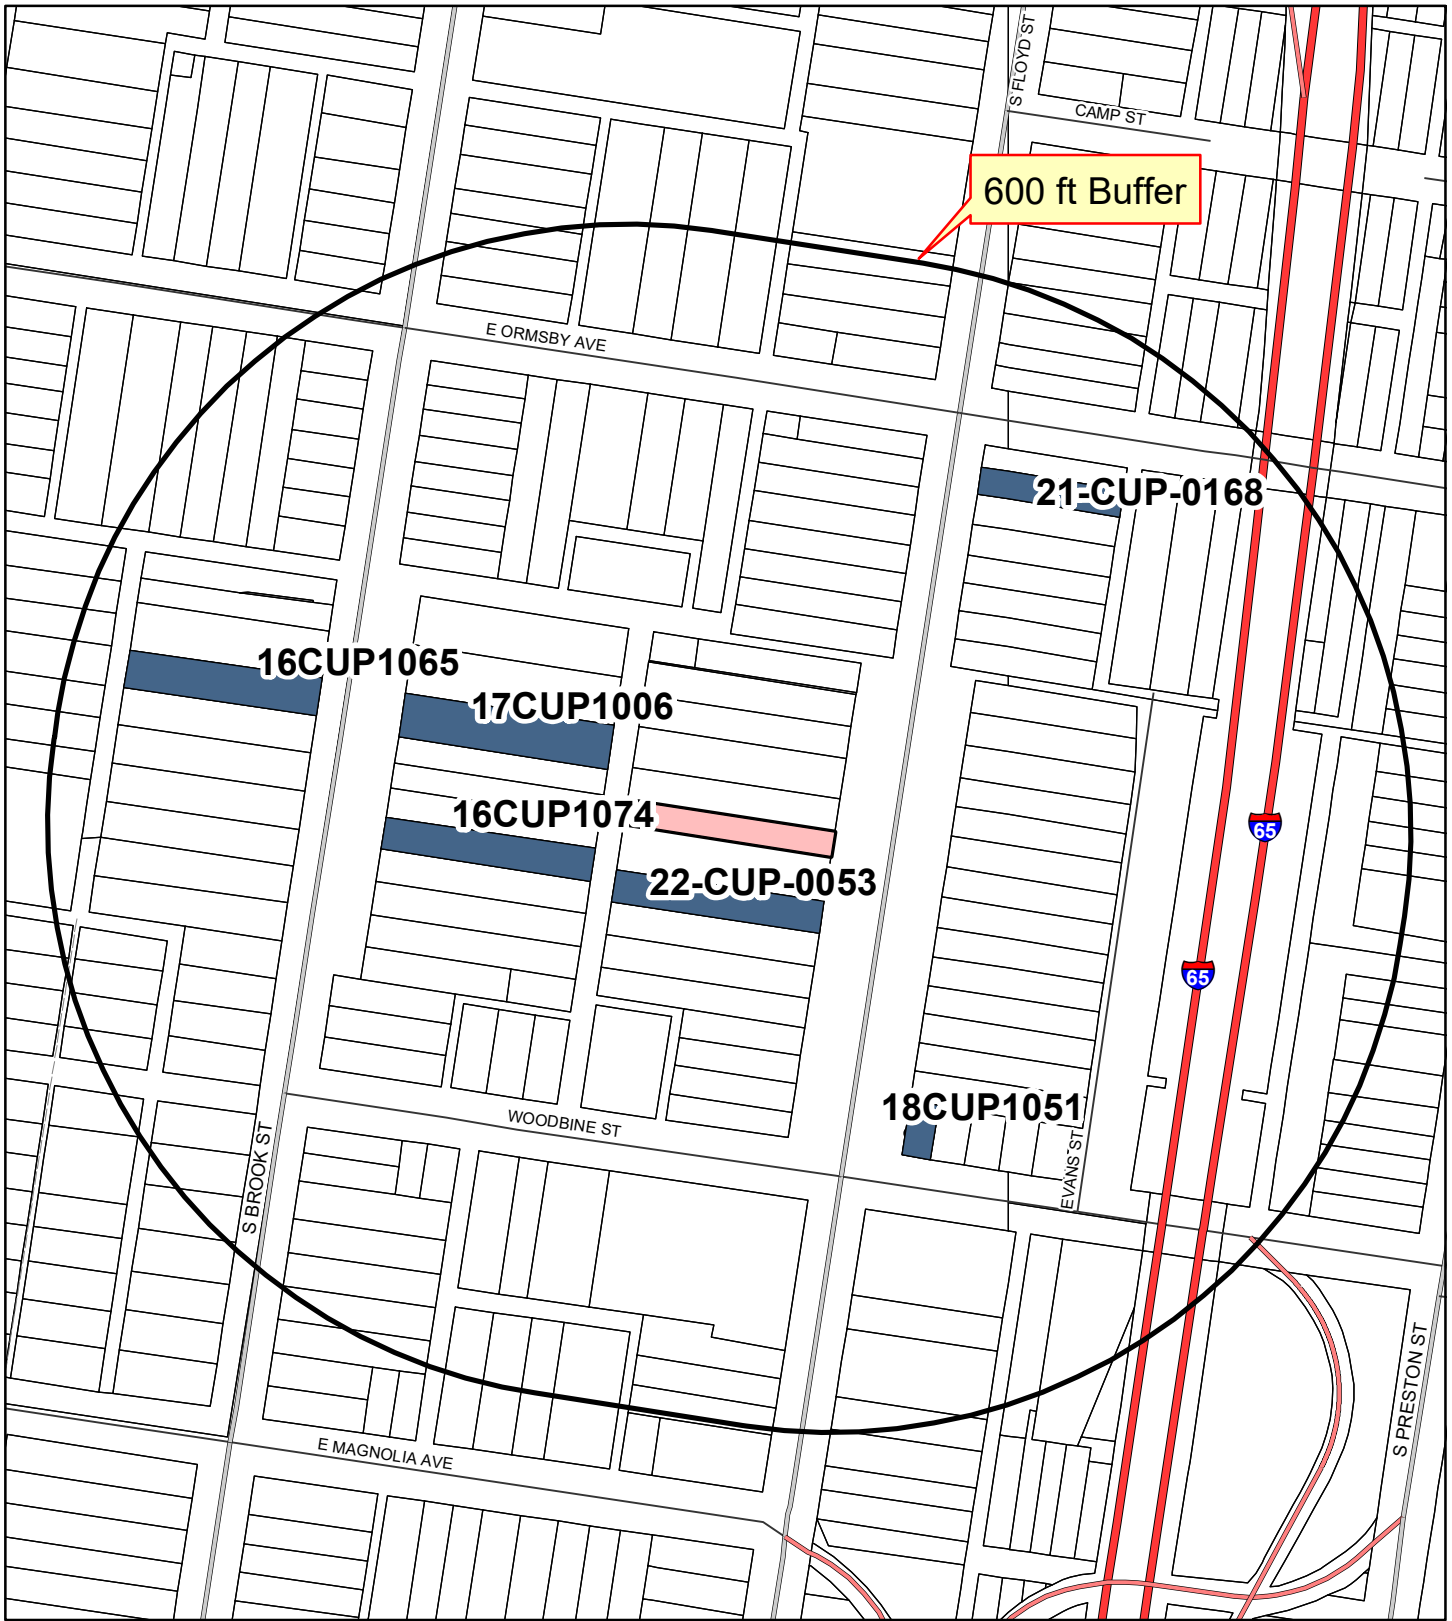 S FLOYD ST
CAMP ST
600 ft Buffer
E ORMSBY AVE
21-CUP-0168
16CUP1065
17CUP1006
16CUP1074
65
22-CUP-0053
65
18CUP1051
WOODBINE ST
EVANS ST
S BROOK ST
S PRESTON ST
E MAGNOLIA AVE